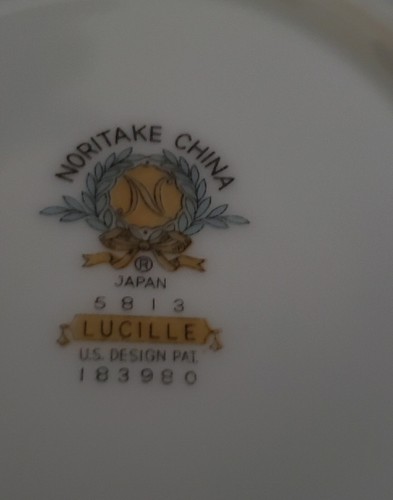 NORITAKE CHINA
N
®
JAPAN
5813
LUCILLE
U.S. DESIGN PAT.
183980